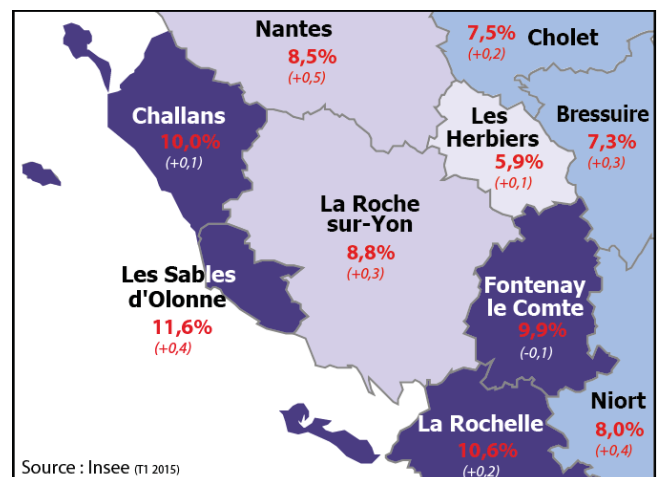 Nantes
8,5%
(+0,5)
7,5%
(+0,2)
Cholet
Challans
10,0%
(+0,1)
Les
Herbiers
5,9%
(+0,1)
Bressuire
7,3%
(+0,3)
La Roche
sur-Yon
8,8%
(+0,3)
Les Sables
d'Olonne
11,6%
(+0,4)
Fontenay
le Comte
9,9%
(-0,1)
La Rochelle
10,6%
(+0,2)
Niort
8,0%
(+0,4)
Source : Insee (T1 2015)